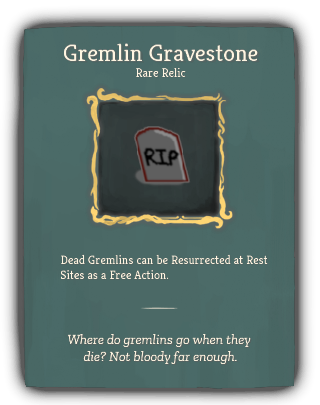 Gremlin Gravestone
Rare Relic
RIP
Dead Gremlins can be Resurrected at Rest
Sites as a Free Action.
Where do gremlins go when they
die? Not bloody far enough.